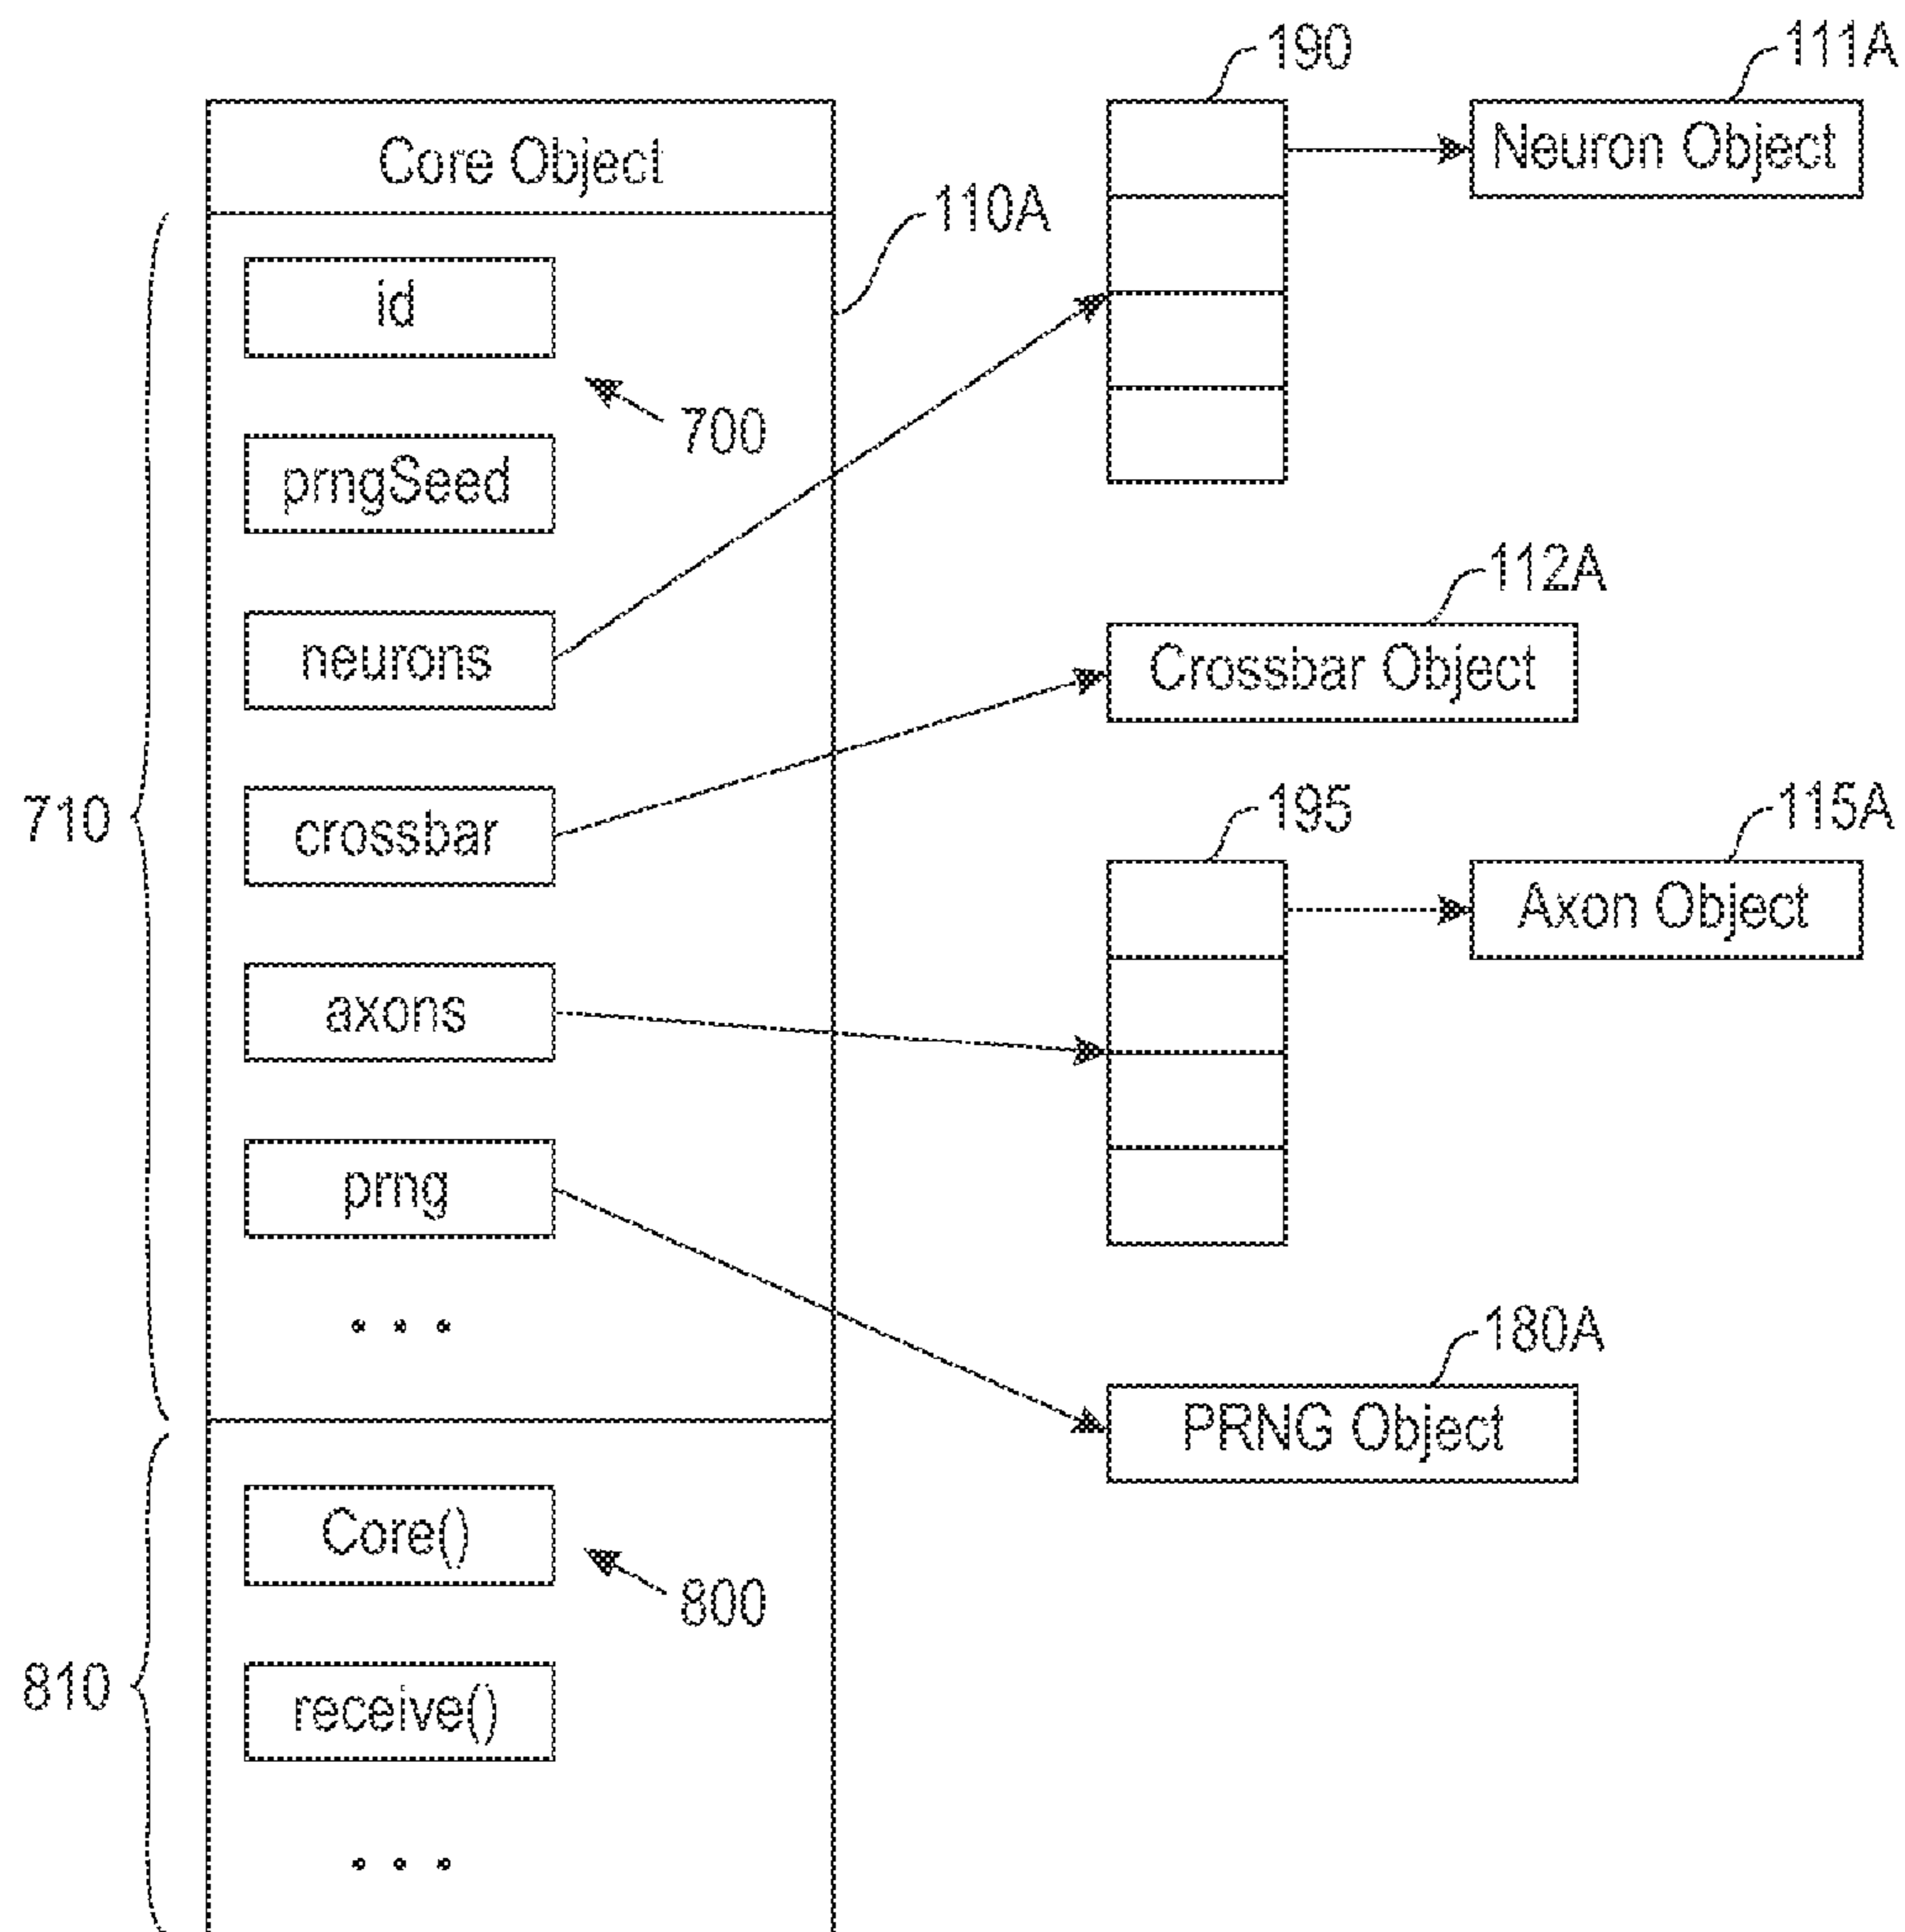 190
111A
Core Object
Neuron Object
110A
id
700
prngSeed
112A
neurons
Crossbar Object
710
crossbar
195
115A
Axon Object
axons
prng
180A
. . .
PRNG Object
Core()
800
810
receive()
. . .